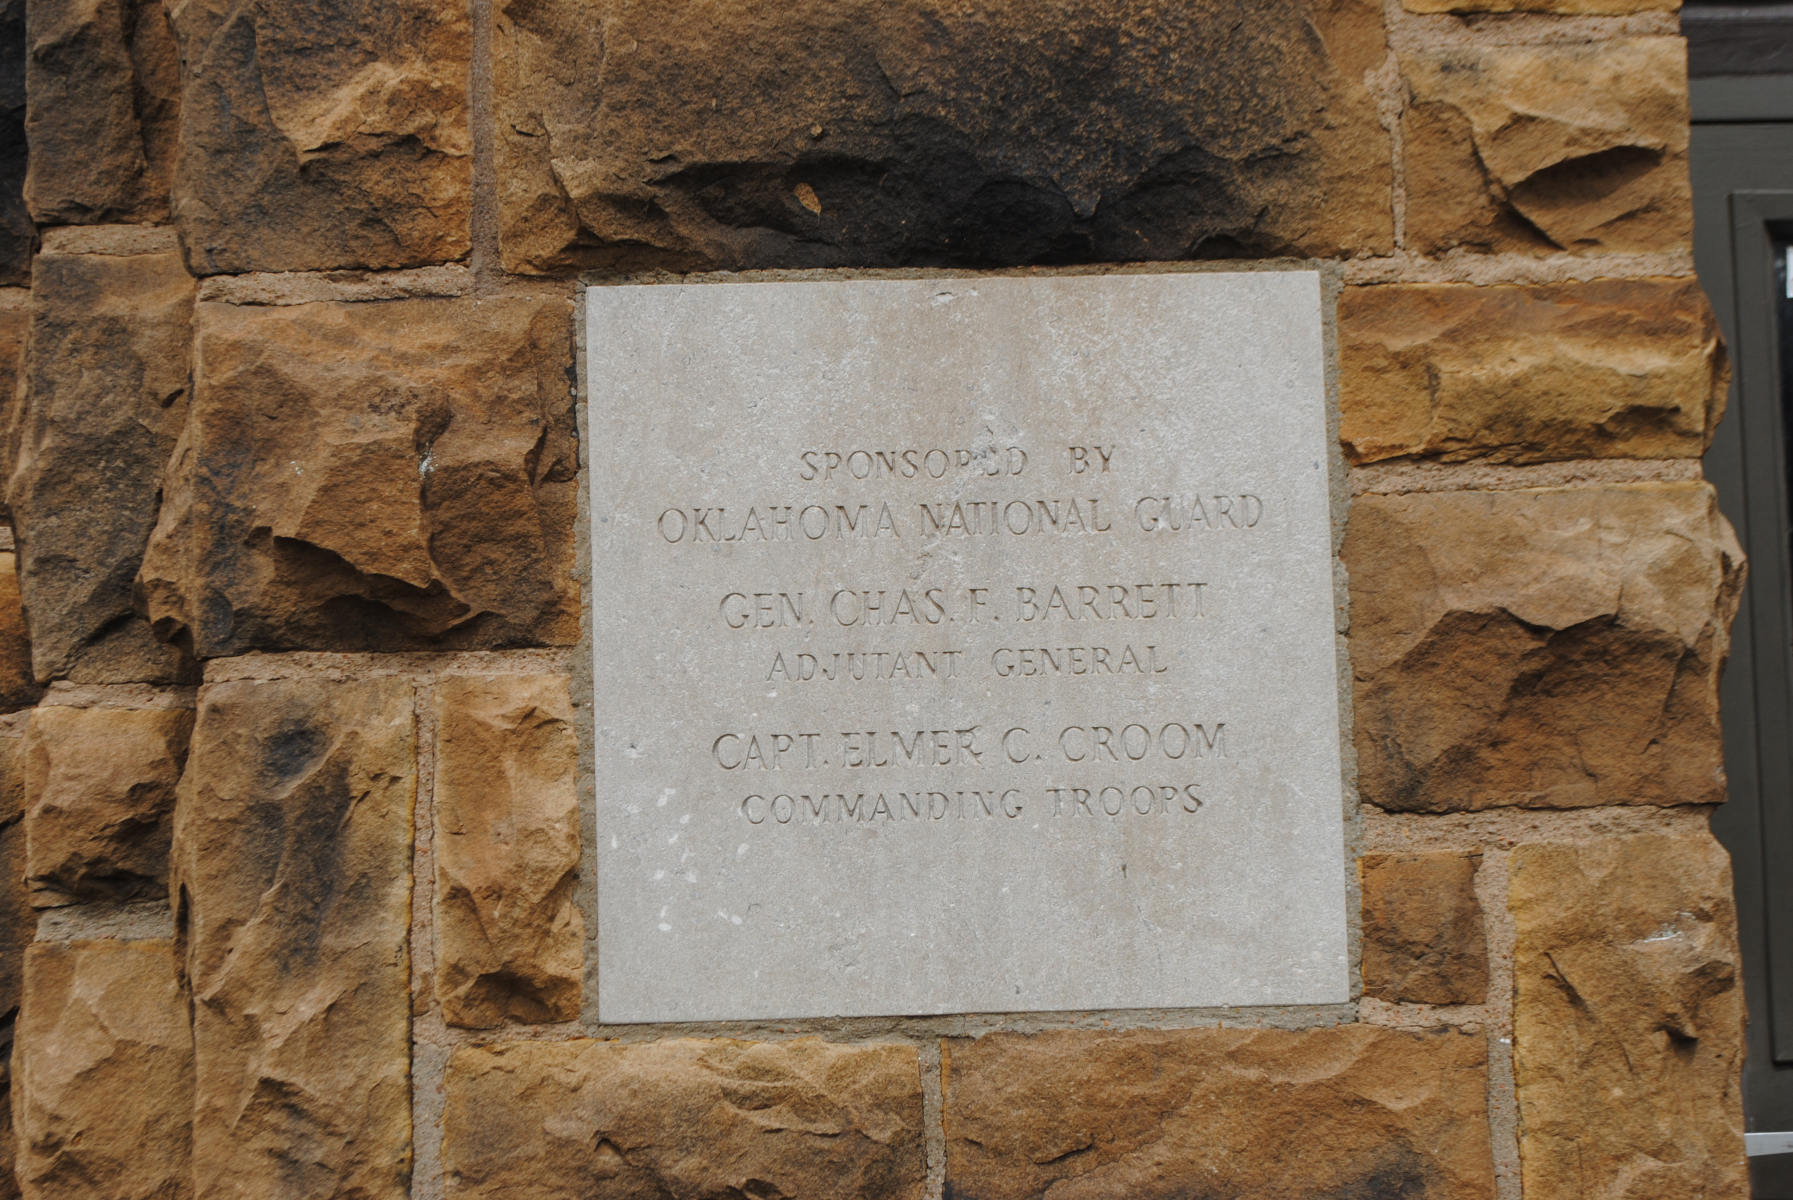 SPONSORED BY
OKLAHOMA NATIONAL GUARD
GEN. CHAS. F. BARRETT
ADJUTANT GENERAL
CAPT. ELMER C. CROOM
COMMANDING TROOPS